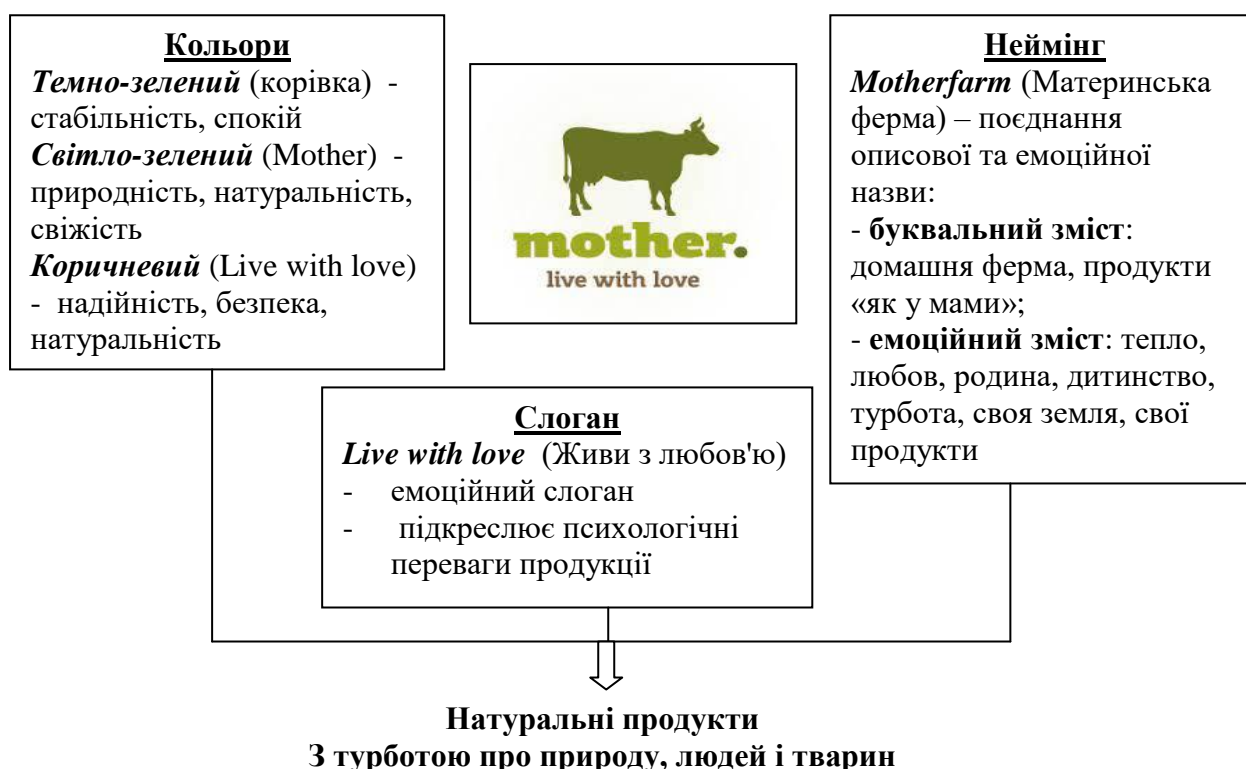 Кольори
Темно-зелений (корівка) -
стабільність, спокій
Світло-зелений (Mother) -
природність, натуральність,
свіжість
Коричневий (Live with love)
- надійність, безпека,
натуральність
mother.
live with love
Неймінг
Motherfarm (Материнська
ферма) – поєднання
описової та емоційної
назви:
- буквальний зміст:
домашня ферма, продукти
«як у мами»;
- емоційний зміст: тепло,
любов, родина, дитинство,
турбота, своя земля, свої
продукти
Слоган
Live with love (Живи з любов'ю)
- емоційний слоган
- підкреслює психологічні
переваги продукції
Натуральні продукти
З турботою про природу, людей і тварин